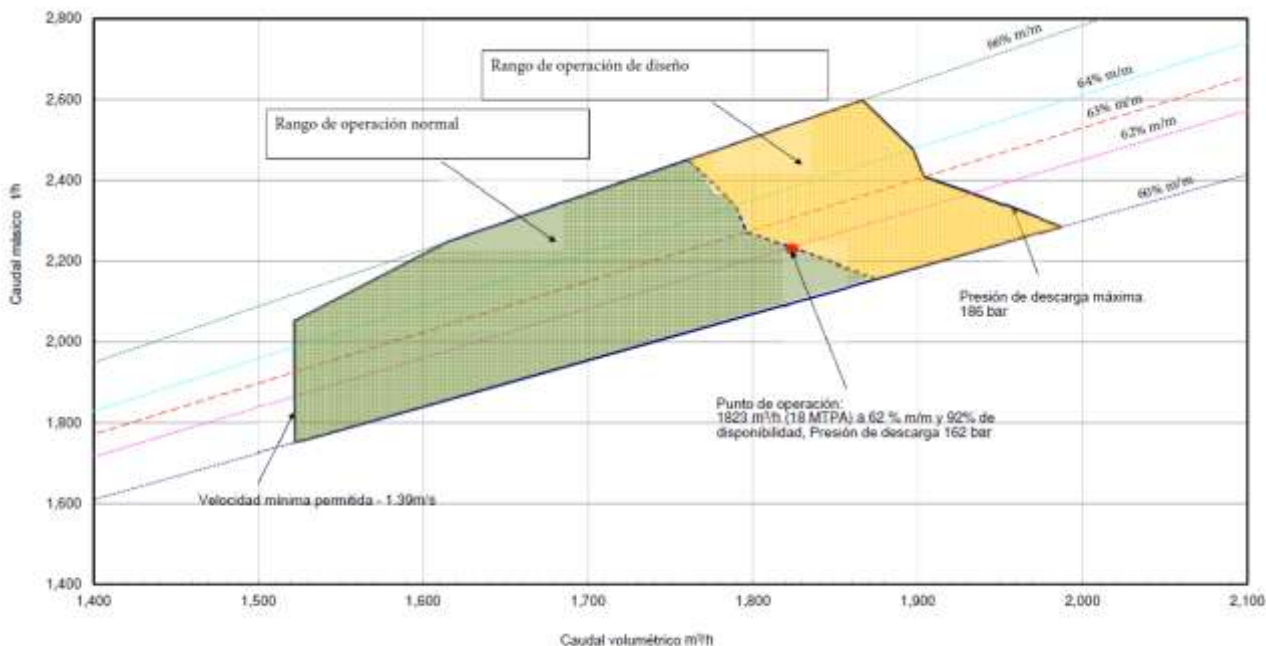 2,800
2,600
2,400
2,200
2,000
1,800
1,600
1,400
Caudal másico t/h
Rango de operación de diseño
Rango de operación normal
66% m/m
64% m/m
63% m/m
62% m/m
60% m/m
Presión de descarga máxima.
186 bar
Punto de operación:
1823 m³/h (18 MTPA) a 62 % m/m y 92% de
disponibilidad, Presión de descarga 162 bar
Velocidad mínima permitida - 1.39m/s
1,400 1,500 1,600 1,700 1,800 1,900 2,000 2,100
Caudal volumétrico m³/h